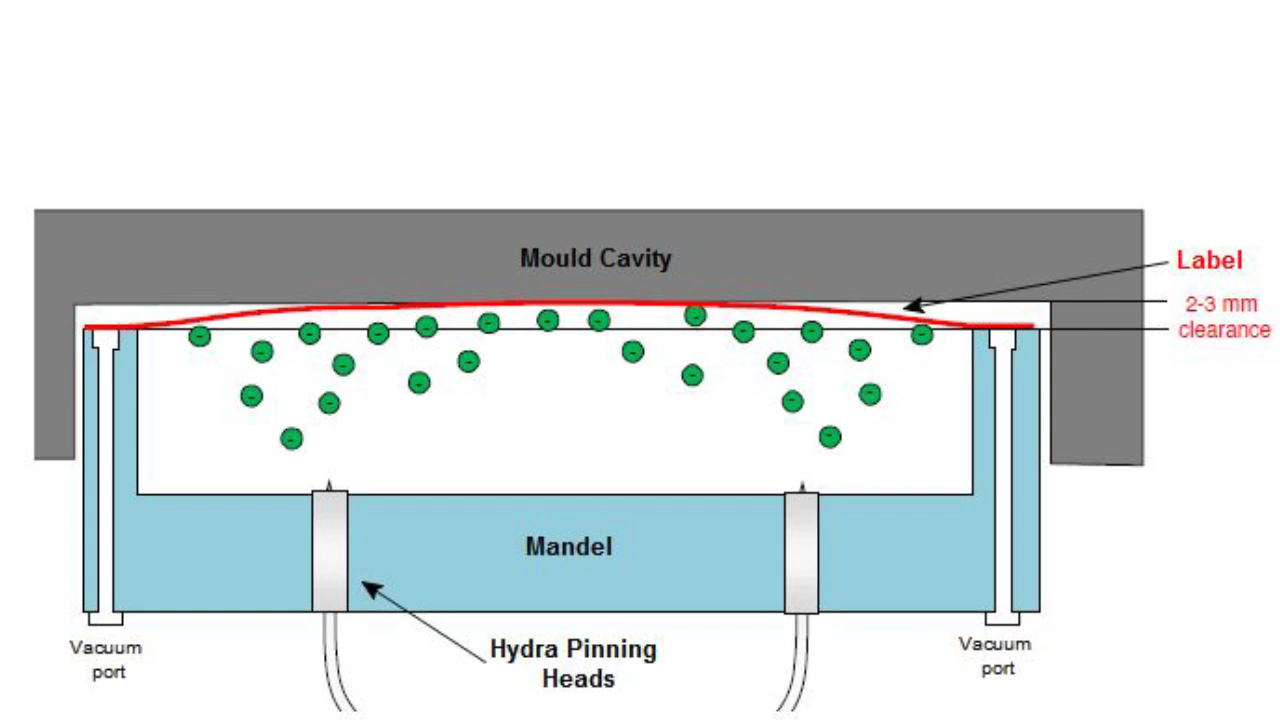 Mould Cavity
Label
2-3 mm
clearance
Mandel
Hydra Pinning
Heads
Vacuum
port
Vacuum
port